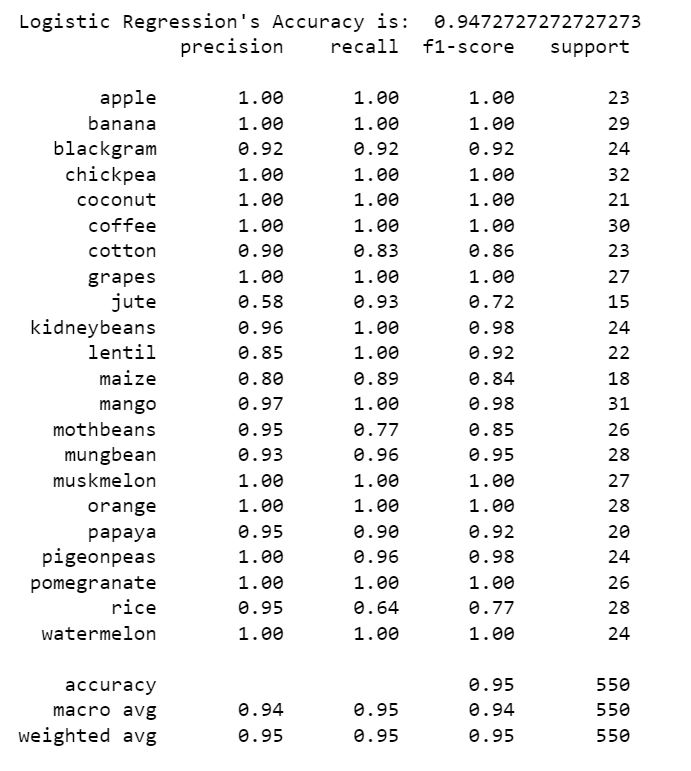 Logistic Regression's Accuracy is:  0.9472727272727273
              precision    recall  f1-score   support

       apple       1.00      1.00      1.00        23
      banana       1.00      1.00      1.00        29
   blackgram       0.92      0.92      0.92        24
    chickpea       1.00      1.00      1.00        32
     coconut       1.00      1.00      1.00        21
      coffee       1.00      1.00      1.00        30
      cotton       0.90      0.83      0.86        23
      grapes       1.00      1.00      1.00        27
        jute       0.58      0.93      0.72        15
 kidneybeans       0.96      1.00      0.98        24
      lentil       0.85      1.00      0.92        22
       maize       0.80      0.89      0.84        18
       mango       0.97      1.00      0.98        31
   mothbeans       0.95      0.77      0.85        26
    mungbean       0.93      0.96      0.95        28
   muskmelon       1.00      1.00      1.00        27
      orange       1.00      1.00      1.00        28
      papaya       0.95      0.90      0.92        20
  pigeonpeas       1.00      0.96      0.98        24
 pomegranate       1.00      1.00      1.00        26
        rice       0.95      0.64      0.77        28
  watermelon       1.00      1.00      1.00        24

    accuracy                           0.95       550
   macro avg       0.94      0.95      0.94       550
weighted avg       0.95      0.95      0.95       550